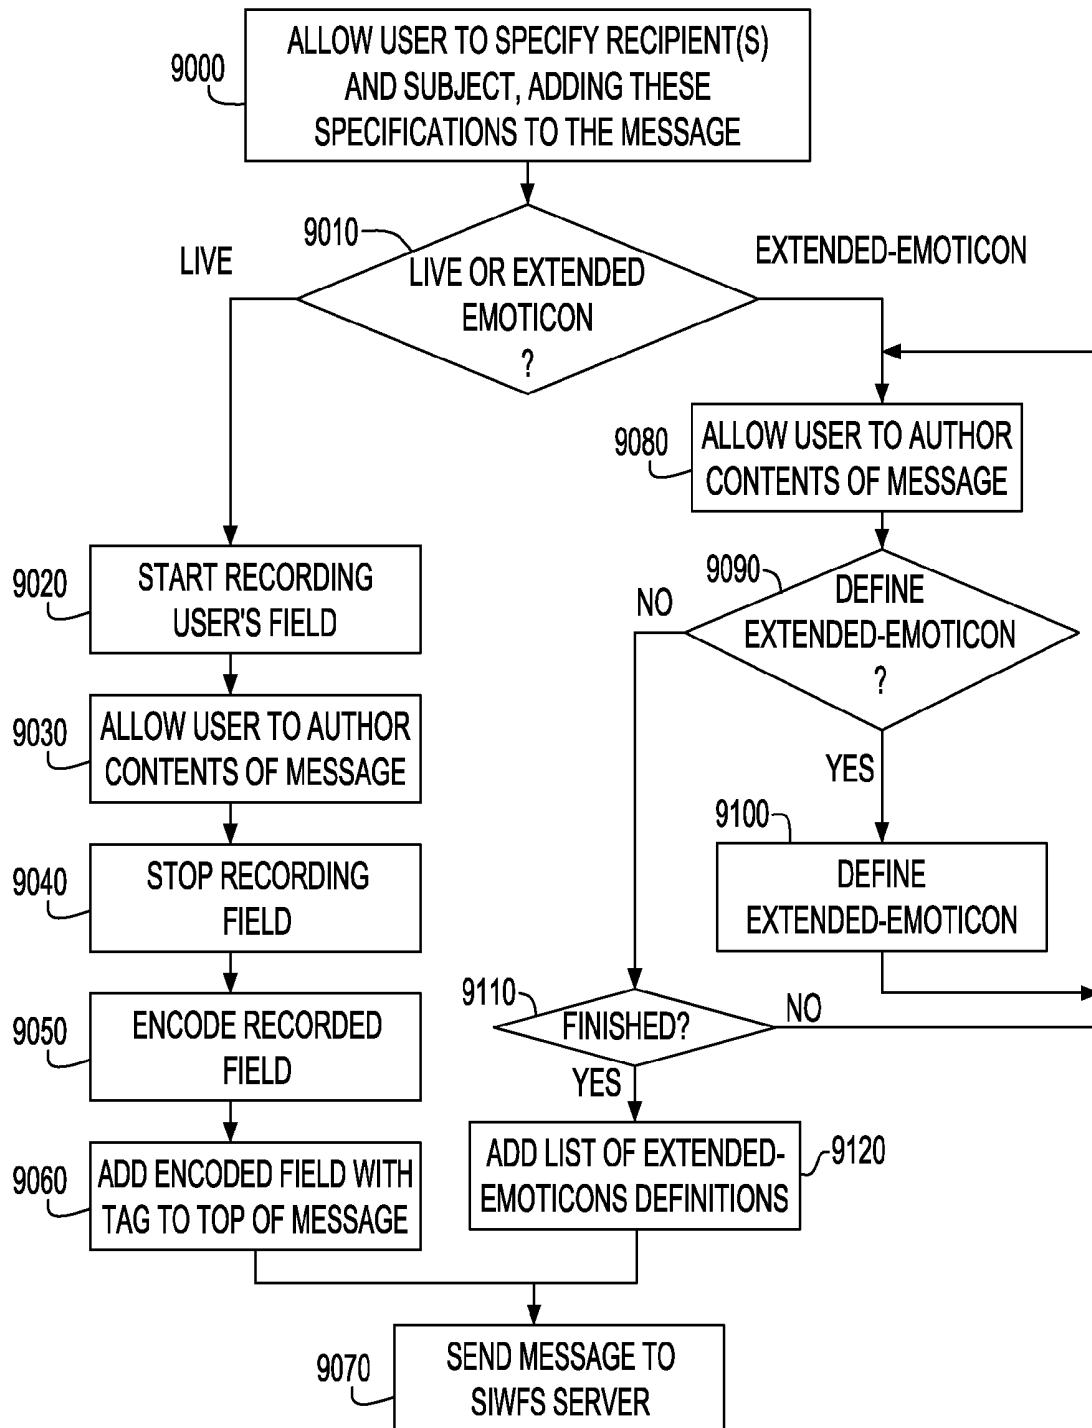 9000
ALLOW USER TO SPECIFY RECIPIENT(S)
AND SUBJECT, ADDING THESE
SPECIFICATIONS TO THE MESSAGE
9010
LIVE
LIVE OR EXTENDED
EMOTICON
?
EXTENDED-EMOTICON
9020
START RECORDING
USER'S FIELD
9030
ALLOW USER TO AUTHOR
CONTENTS OF MESSAGE
9040
STOP RECORDING
FIELD
9050
ENCODE RECORDED
FIELD
9060
ADD ENCODED FIELD WITH
TAG TO TOP OF MESSAGE
9080
ALLOW USER TO AUTHOR
CONTENTS OF MESSAGE
9090
NO
DEFINE
EXTENDED-EMOTICON
?
YES
9100
DEFINE
EXTENDED-EMOTICON
9110
FINISHED?
NO
YES
ADD LIST OF EXTENDED-
EMOTICONS DEFINITIONS
9120
9070
SEND MESSAGE TO
SIWFS SERVER